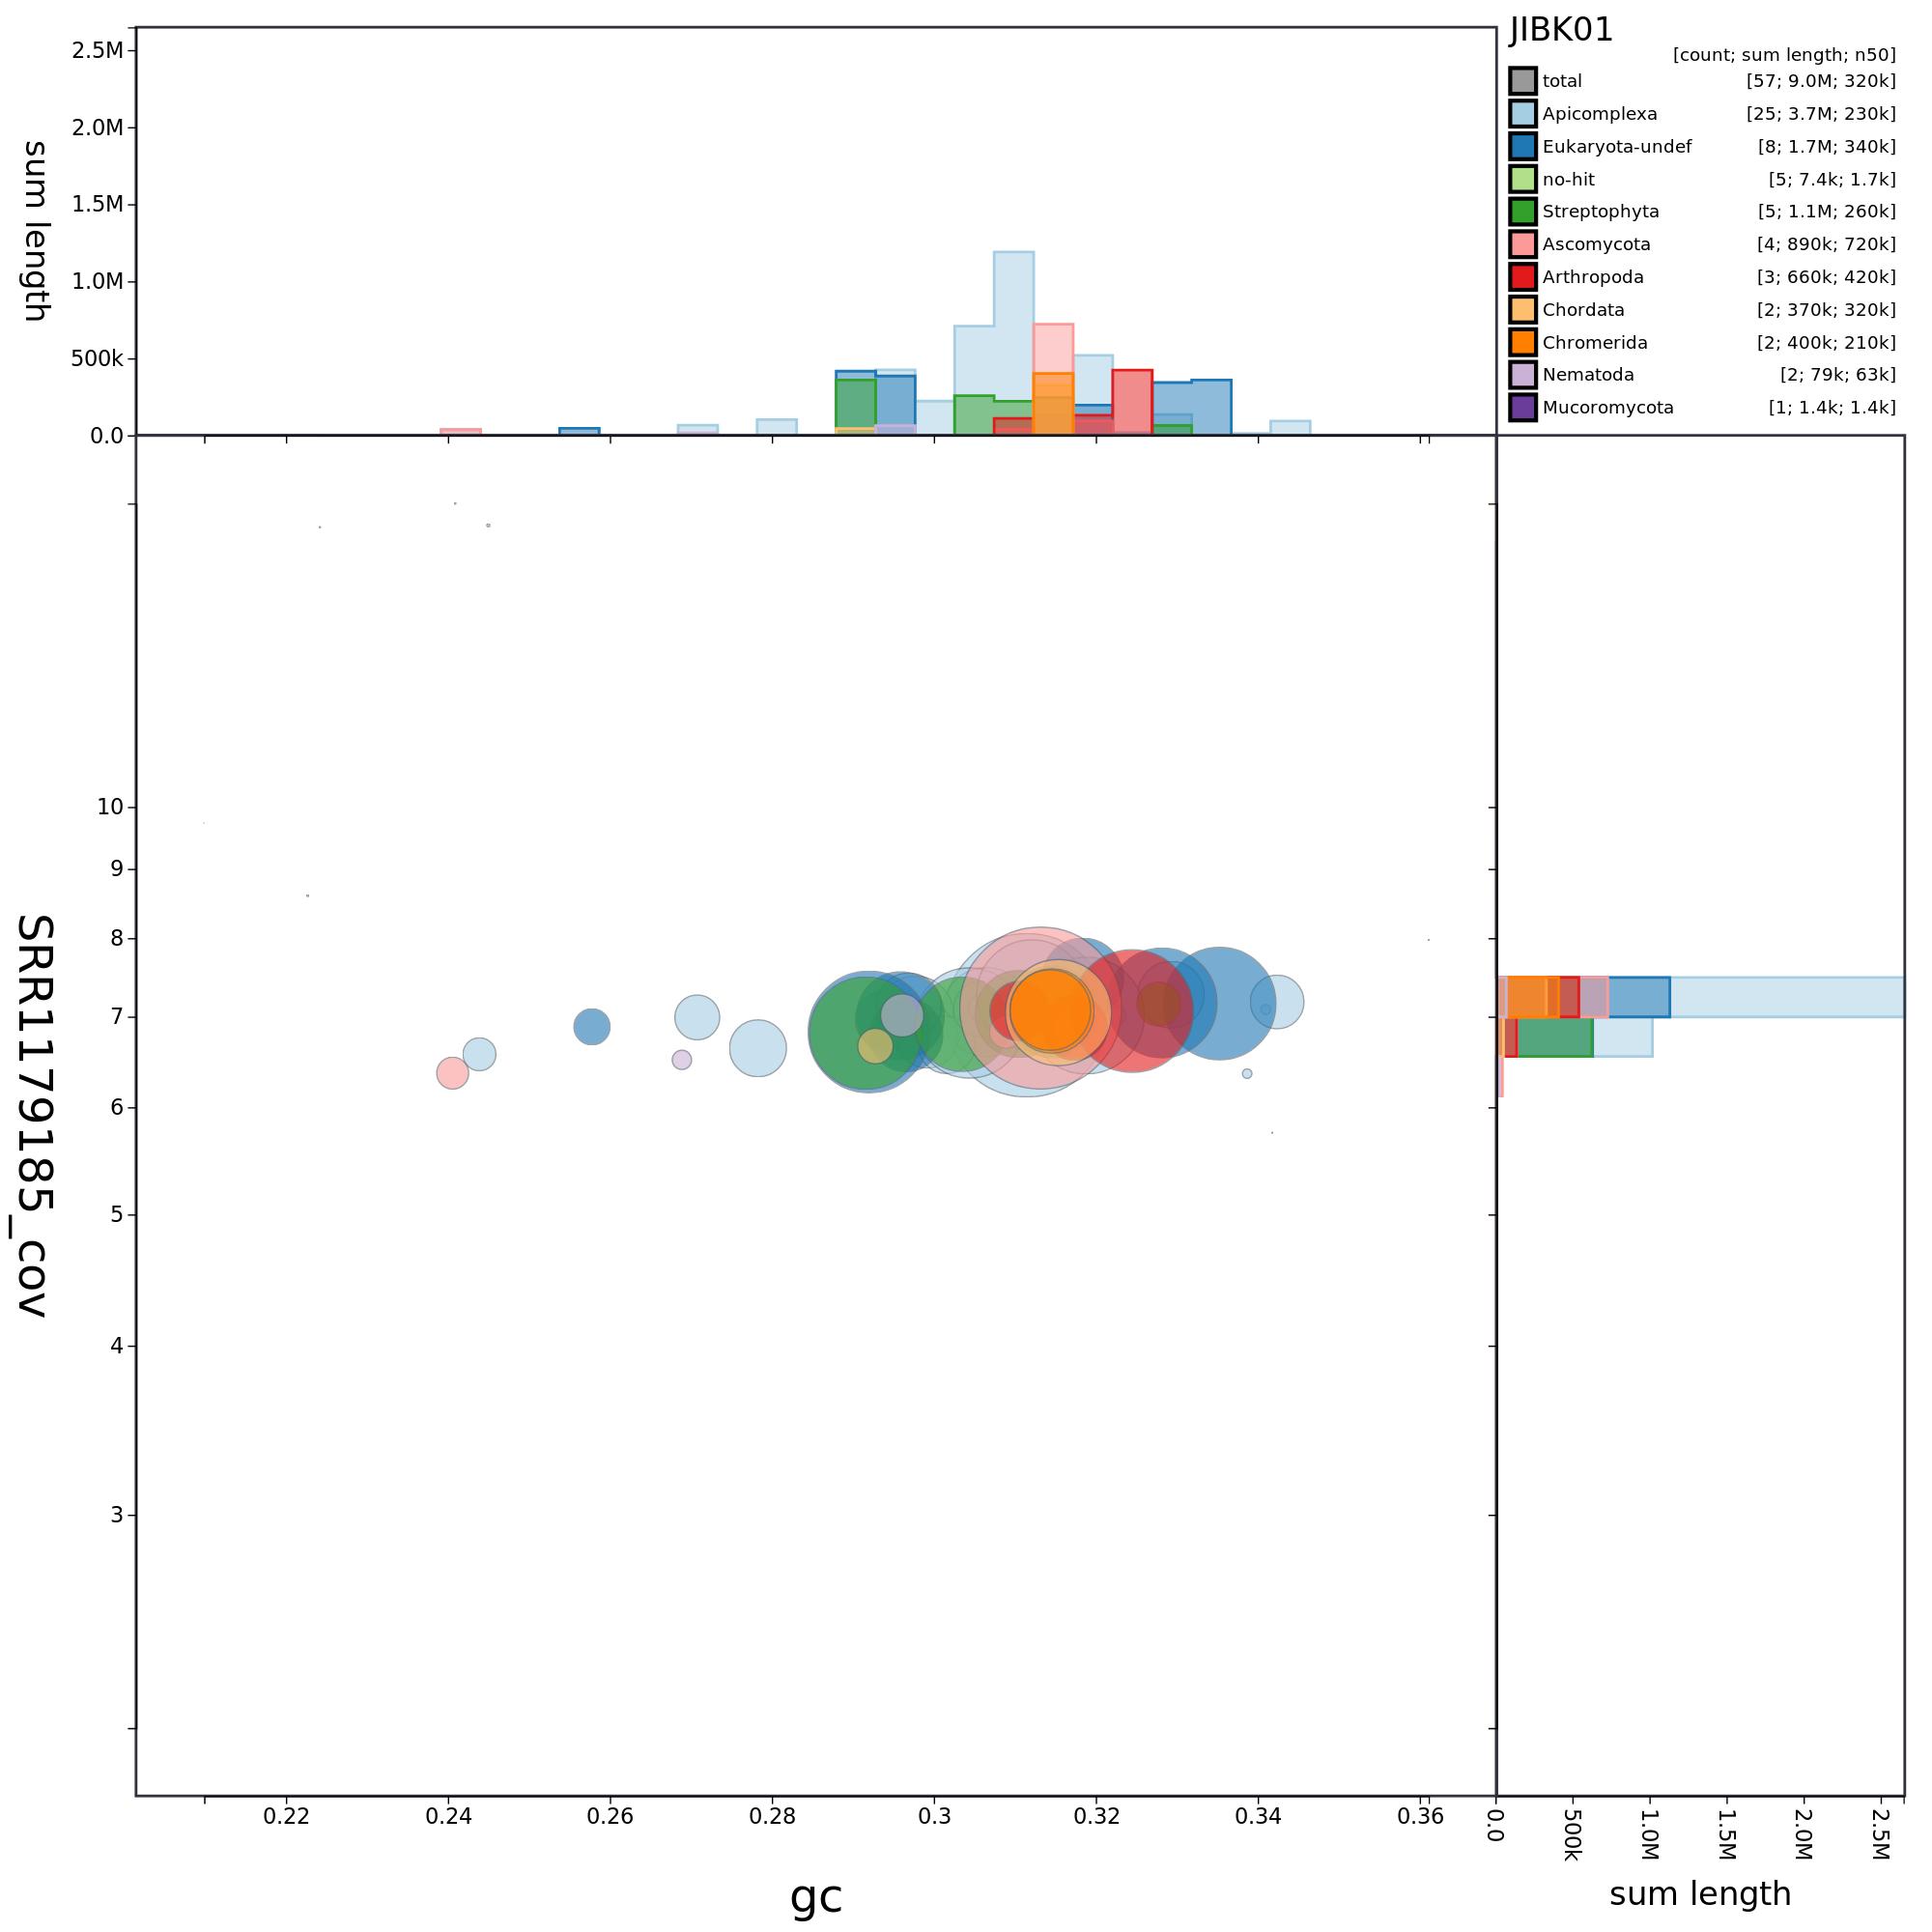 JIBK01
[count; sum length; n50]
total [57; 9.0M; 320k]
Apicomplexa [25; 3.7M; 230k]
Eukaryota-undef [8; 1.7M; 340k]
no-hit [5; 7.4k; 1.7k]
Streptophyta [5; 1.1M; 260k]
Ascomycota [4; 890k; 720k]
Arthropoda [3; 660k; 420k]
Chordata [2; 370k; 320k]
Chromerida [2; 400k; 210k]
Nematoda [2; 79k; 63k]
Mucoromycota [1; 1.4k; 1.4k]
sum length
2.5M
2.0M
1.5M
1.0M
500k
0.0
SRR1179185_cov
10
9
8
7
6
5
4
3
0.22 0.24 0.26 0.28 0.3 0.32 0.34 0.36
gc
0.0 500k 1.0M 1.5M 2.0M 2.5M
sum length